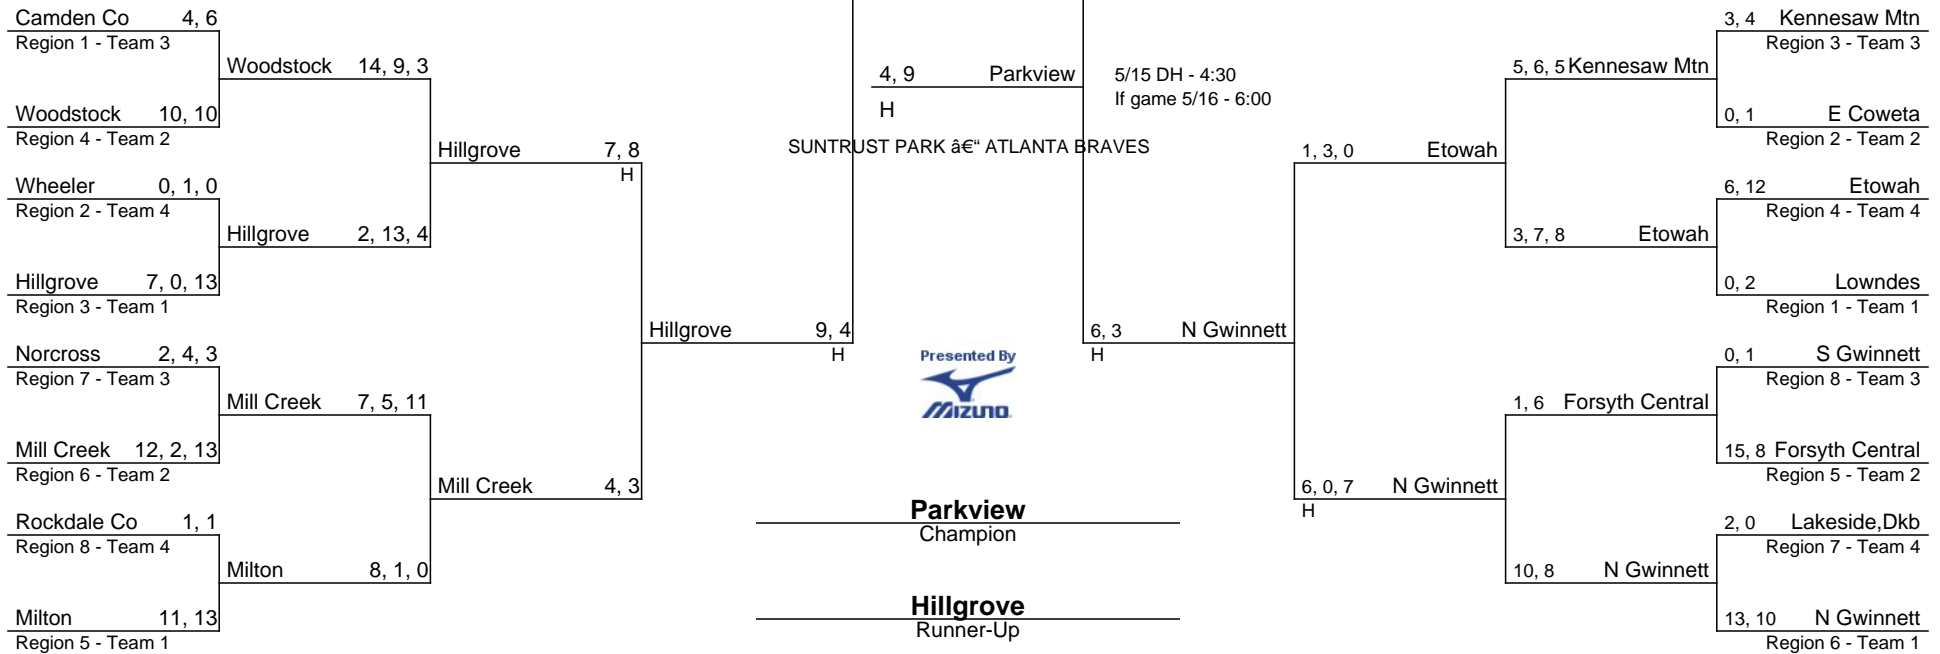 Camden Co 4, 6
Region 1 - Team 3
Woodstock 14, 9, 3
Woodstock 10, 10
Region 4 - Team 2
Hillgrove 7, 8
H
Wheeler 0, 1, 0
Region 2 - Team 4
Hillgrove 2, 13, 4
Hillgrove 7, 0, 13
Region 3 - Team 1
Hillgrove 9, 4
H
Norcross 2, 4, 3
Region 7 - Team 3
Mill Creek 7, 5, 11
Mill Creek 12, 2, 13
Region 6 - Team 2
Mill Creek 4, 3
Rockdale Co 1, 1
Region 8 - Team 4
Milton 8, 1, 0
Milton 11, 13
Region 5 - Team 1
4, 9 Parkview
H
5/15 DH - 4:30
If game 5/16 - 6:00
SUNTRUST PARK â€“ ATLANTA BRAVES
Presented By
MIZUNO
Parkview
Champion
Hillgrove
Runner-Up
6, 3 N Gwinnett
H
1, 3, 0 Etowah
6, 0, 7 N Gwinnett
H
5, 6, 5 Kennesaw Mtn
3, 7, 8 Etowah
1, 6 Forsyth Central
10, 8 N Gwinnett
3, 4 Kennesaw Mtn
Region 3 - Team 3
0, 1 E Coweta
Region 2 - Team 2
6, 12 Etowah
Region 4 - Team 4
0, 2 Lowndes
Region 1 - Team 1
0, 1 S Gwinnett
Region 8 - Team 3
15, 8 Forsyth Central
Region 5 - Team 2
2, 0 Lakeside,Dkb
Region 7 - Team 4
13, 10 N Gwinnett
Region 6 - Team 1